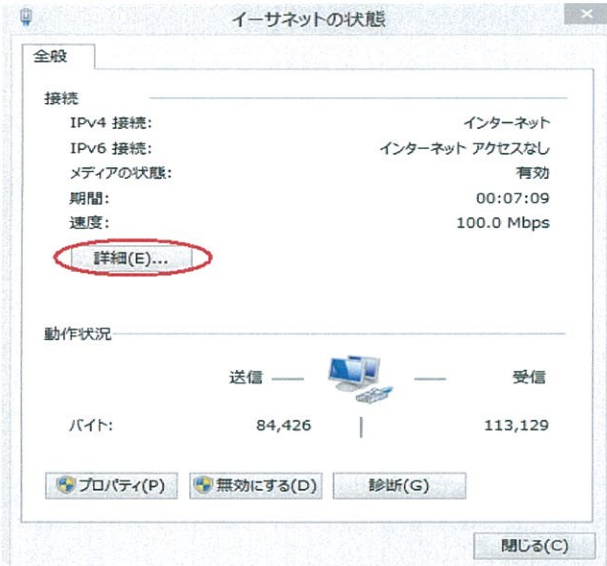 イーサネットの状態
全般
接続
IPv4 接続: インターネット
IPv6 接続: インターネット アクセスなし
メディアの状態: 有効
期間: 00:07:09
速度: 100.0 Mbps
詳細(E)...
動作状況
送信 受信
バイト: 84,426 113,129
プロパティ(P) 無効にする(D) 診断(G)
閉じる(C)